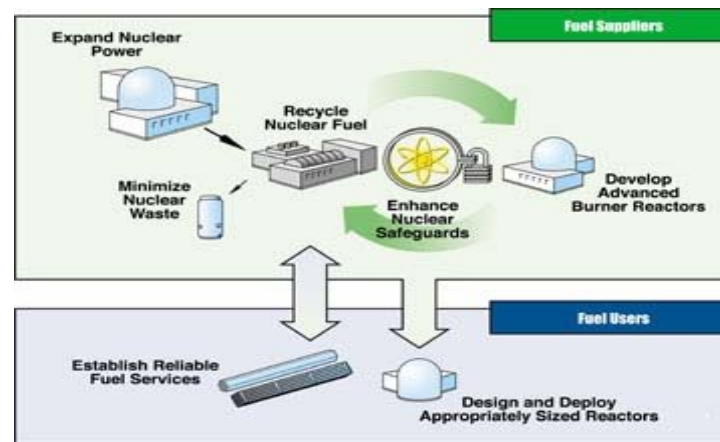 Fuel Suppliers
Expand Nuclear
Power
Recycle
Nuclear Fuel
Minimize
Nuclear
Waste
Enhance
Nuclear
Safeguards
Develop
Advanced
Burner Reactors
Fuel Users
Establish Reliable
Fuel Services
Design and Deploy
Appropriately Sized Reactors